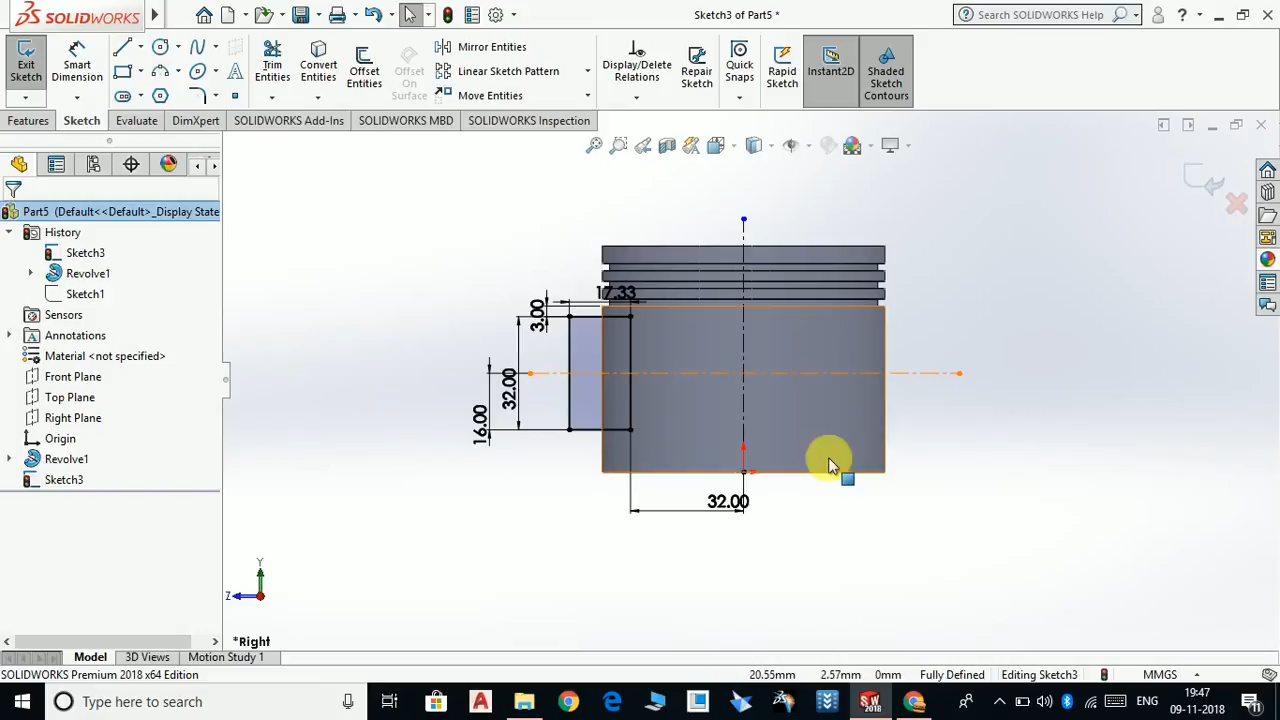 SOLIDWORKS
Sketch3 of Part5 *
Search SOLIDWORKS Help
Exit Sketch
Smart Dimension
Trim Entities
Convert Entities
Offset Entities
Offset On Surface
Mirror Entities
Linear Sketch Pattern
Move Entities
Display/Delete Relations
Repair Sketch
Quick Snaps
Rapid Sketch
Instant2D
Shaded Sketch Contours
Features
Sketch
Evaluate
DimXpert
SOLIDWORKS Add-Ins
SOLIDWORKS MBD
SOLIDWORKS Inspection
Part5 (Default<<Default>_Display State
History
Sketch3
Revolve1
Sketch1
Sensors
Annotations
Material <not specified>
Front Plane
Top Plane
Right Plane
Origin
Revolve1
Sketch3
17.33
3.00
32.00
16.00
32.00
Y
Z
*Right
Model
3D Views
Motion Study 1
SOLIDWORKS Premium 2018 x64 Edition
20.55mm
2.57mm
0mm
Fully Defined
Editing Sketch3
MMGS
Type here to search
ENG
19:47
09-11-2018